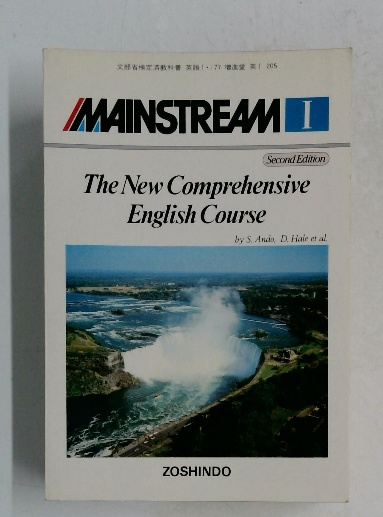 文部省検定済教科書 英語Ⅰ・171 増進堂 英Ⅰ 205
MAINSTREAM I
Second Edition
The New Comprehensive
English Course
by S. Ando, D. Hale et al.
ZOSHINDO